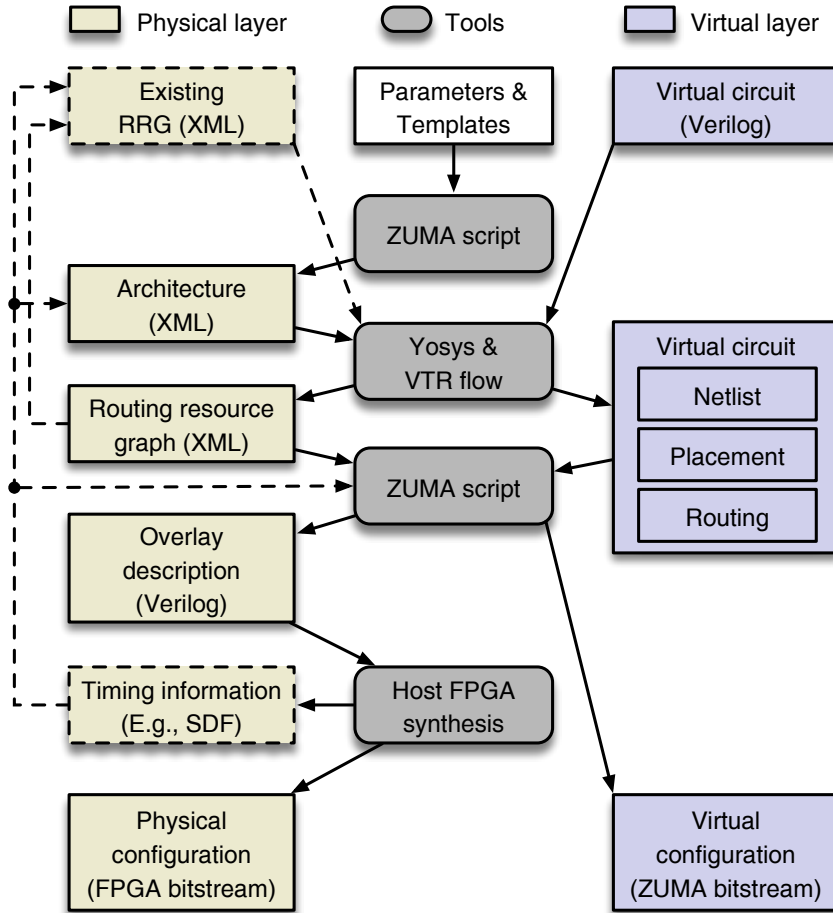 Physical layer
Tools
Virtual layer
Existing
RRG (XML)
Parameters &
Templates
Virtual circuit
(Verilog)
ZUMA script
Architecture
(XML)
Yosys &
VTR flow
Virtual circuit
Netlist
Placement
Routing
Routing resource
graph (XML)
ZUMA script
Overlay
description
(Verilog)
Timing information
(E.g., SDF)
Host FPGA
synthesis
Physical
configuration
(FPGA bitstream)
Virtual
configuration
(ZUMA bitstream)